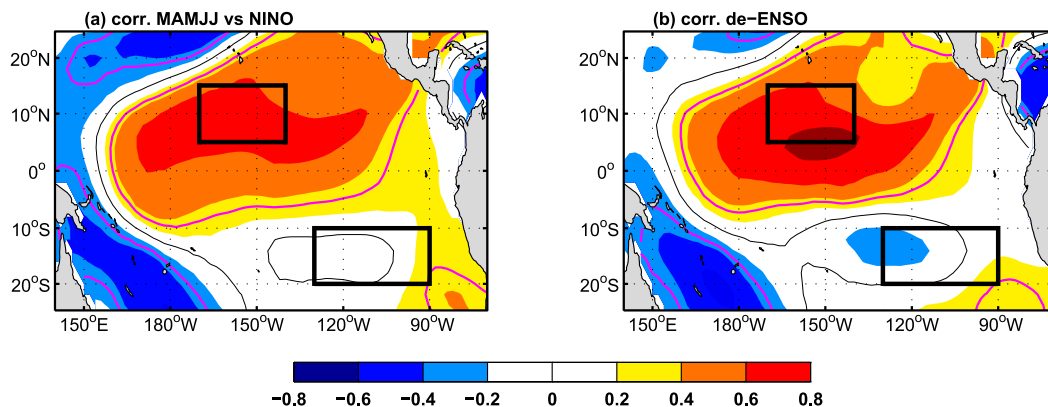 (a) corr. MAMJJ vs NINO
(b) corr. de−ENSO
20°N
10°N
0°
10°S
20°S
150°E
180°W
150°W
120°W
90°W
20°N
10°N
0°
10°S
20°S
150°E
180°W
150°W
120°W
90°W
−0.8
−0.6
−0.4
−0.2
0
0.2
0.4
0.6
0.8